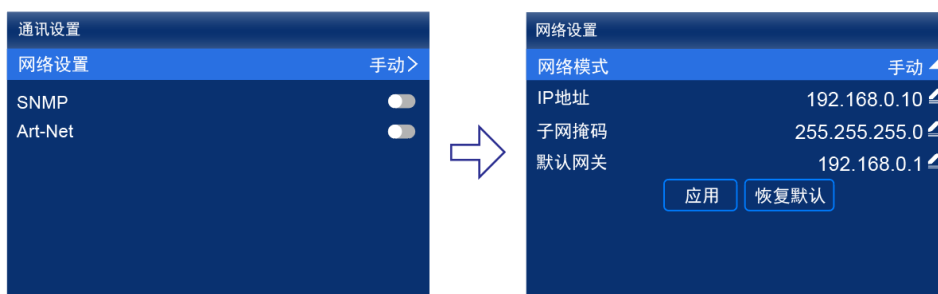 通讯设置
网络设置 手动>
SNMP
Art-Net
网络设置
网络模式 手动
IP地址 192.168.0.10
子网掩码 255.255.255.0
默认网关 192.168.0.1
应用 恢复默认